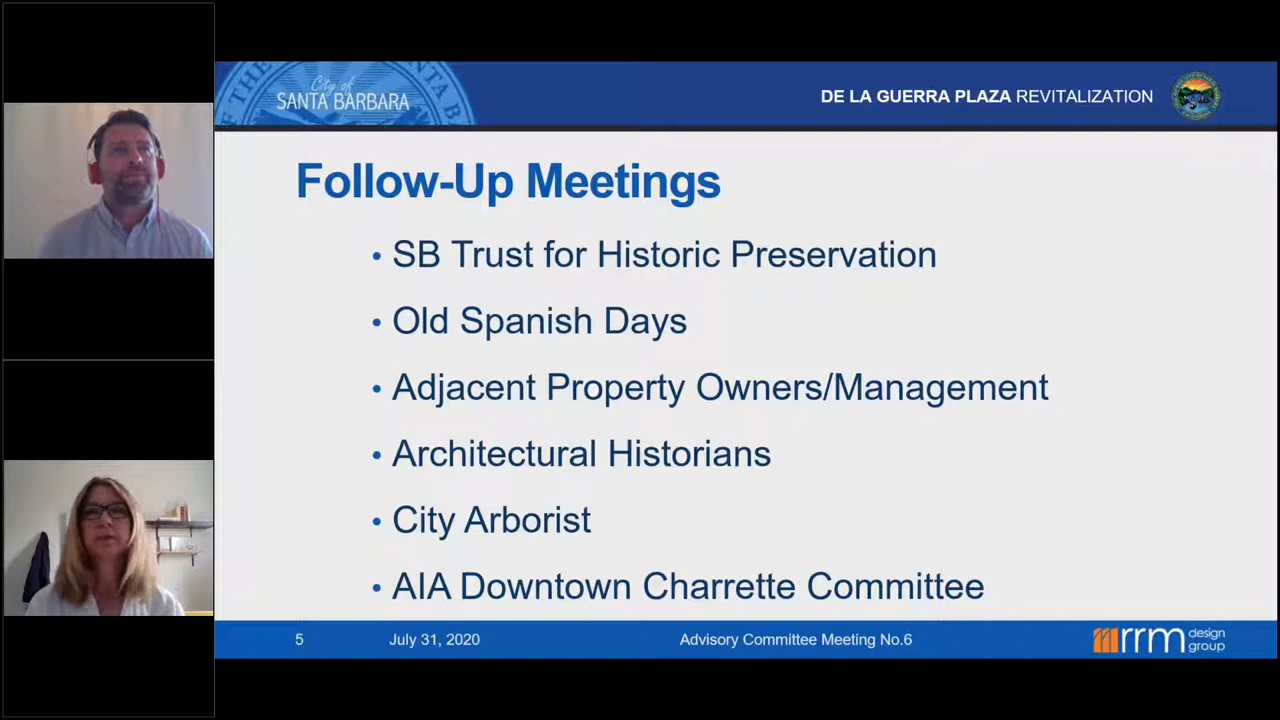 City of
SANTA BARBARA
DE LA GUERRA PLAZA REVITALIZATION
Follow-Up Meetings
• SB Trust for Historic Preservation
• Old Spanish Days
• Adjacent Property Owners/Management
• Architectural Historians
• City Arborist
• AIA Downtown Charrette Committee
5 July 31, 2020 Advisory Committee Meeting No.6
rrm design
group